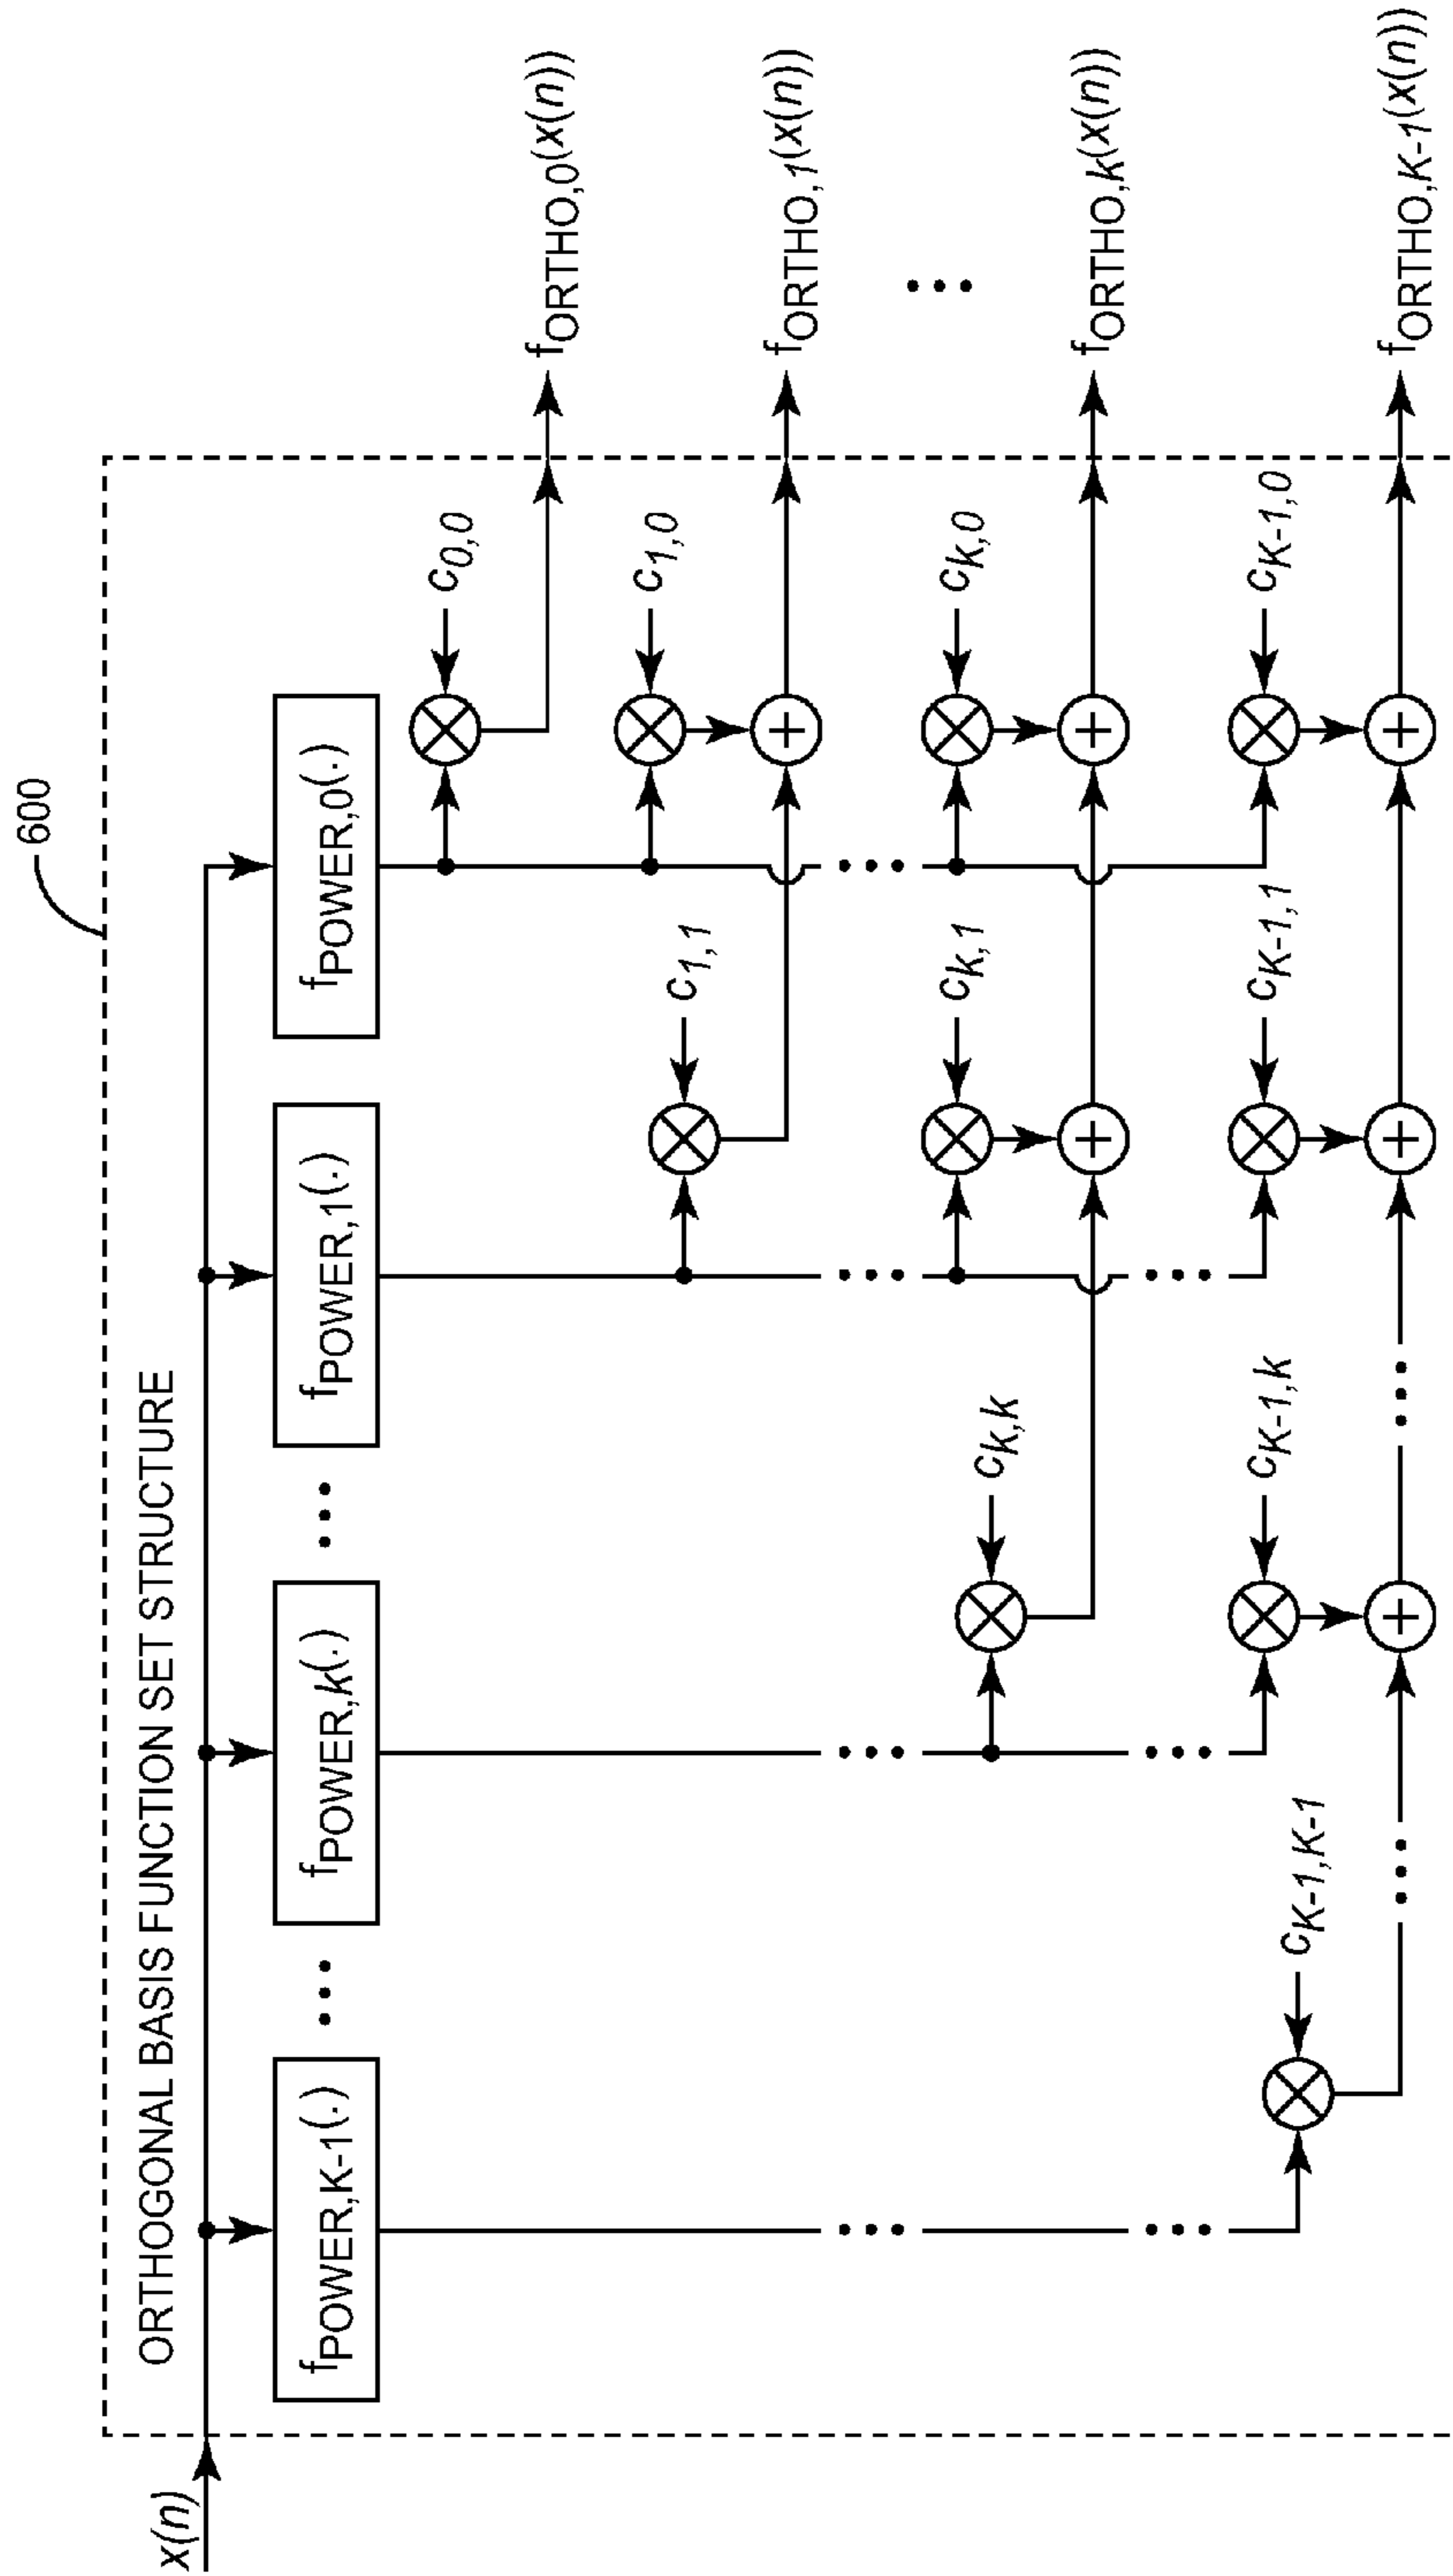 600
x(n)
ORTHOGONAL BASIS FUNCTION SET STRUCTURE
fPOWER,K-1(.)
...
fPOWER,k(.)
...
fPOWER,1(.)
fPOWER,0(.)
c0,0
fORTHO,0(x(n))
c1,1
c1,0
fORTHO,1(x(n))
...
ck,k
ck,1
ck,0
fORTHO,k(x(n))
cK-1,K-1
cK-1,k
cK-1,1
cK-1,0
fORTHO,K-1(x(n))